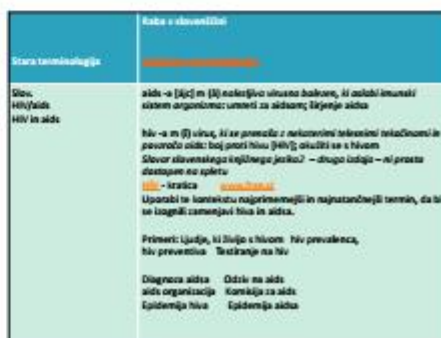 Raba v slovenščini
Stara terminologija
Slov.
HIV/aids
HIV in aids
aids -a [ájc] m (ȃ) nalezljiva virusna bolezen, ki oslabi imunski
sistem organizma: umreti za aidsom; širjenje aidsa
hiv -a m (ȋ) virus, ki se prenaša z nekaterimi telesnimi tekočinami in
povzroča aids: boj proti hivu [HIV]; okužiti se s hivom
Slovar slovenskega knjižnega jezika2 – druga izdaja – ni prosto
dostopen na spletu
HIV - kratica www.fran.si
Uporabi te kontekstu najprimernejši in najnatančnejši termin, da bi
se izognili zamenjavi hiva in aidsa.
Primeri: Ljudje, ki živijo s hivom hiv prevalenca,
hiv preventiva Testiranje na hiv
Diagnoza aidsa Odziv na aids
aids organizacija Komisija za aids
Epidemija hiva Epidemija aidsa